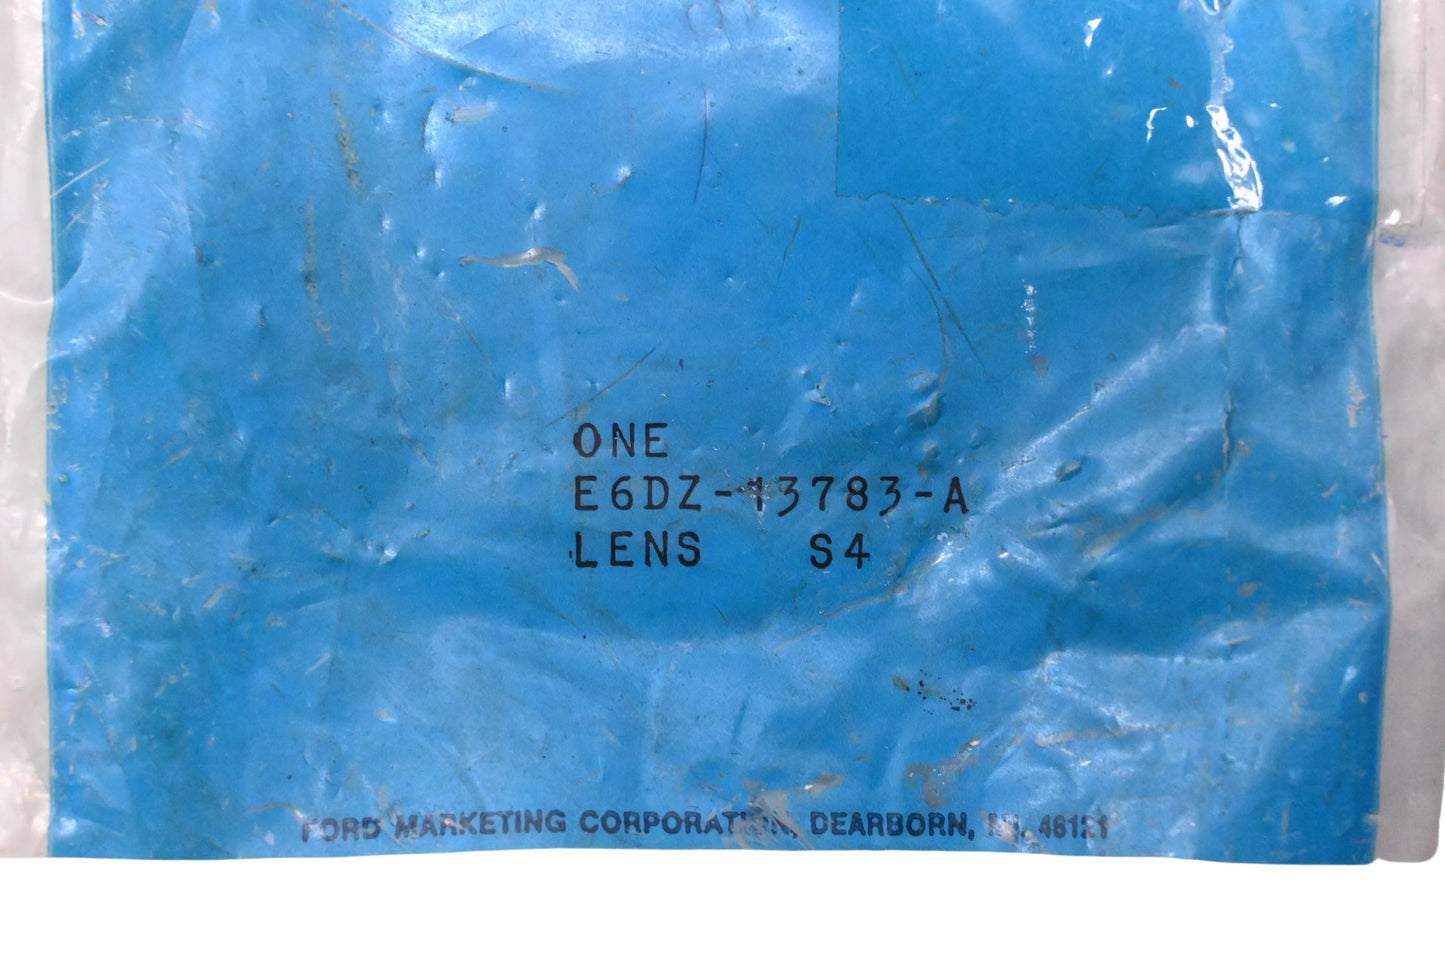 ONE
E6DZ-13783-A
LENS S4
FORD MARKETING CORPORATION, DEARBORN, MI. 48121